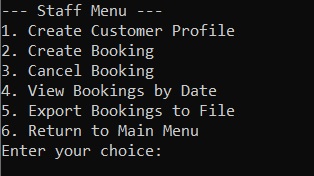 --- Staff Menu ---
1. Create Customer Profile
2. Create Booking
3. Cancel Booking
4. View Bookings by Date
5. Export Bookings to File
6. Return to Main Menu
Enter your choice: